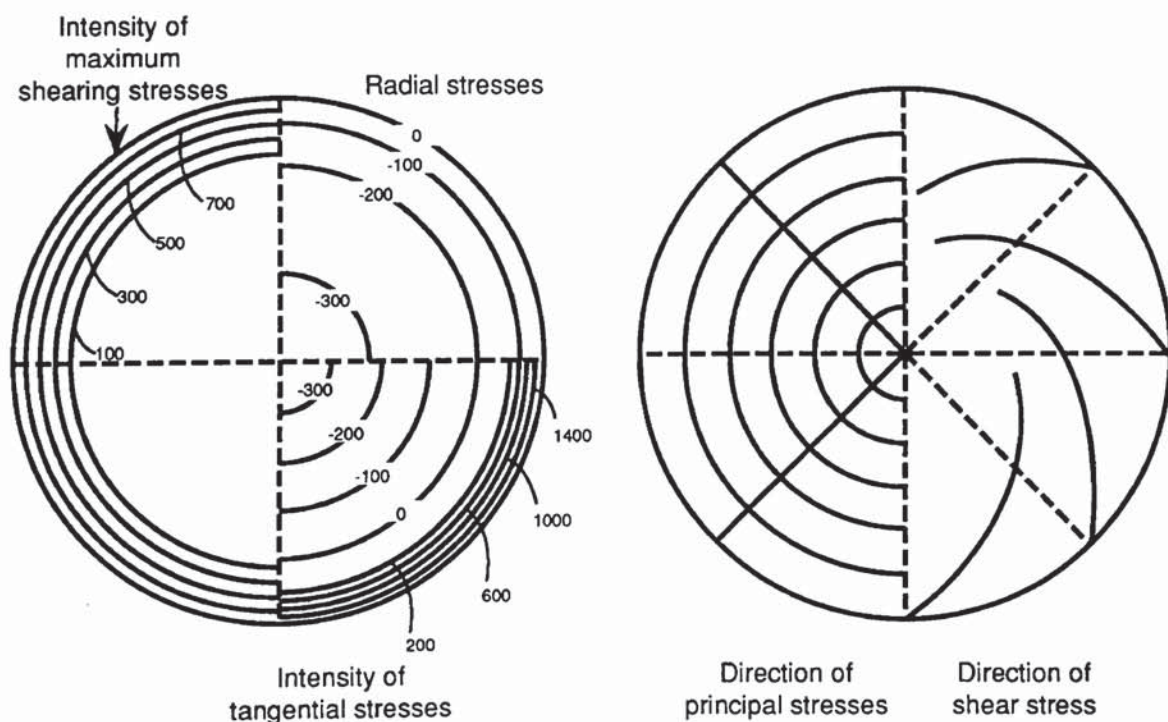 Intensity of
maximum
shearing stresses
Radial stresses
0
-100
-200
-300
700
500
300
100
-300
-200
-100
0
1400
1000
600
200
Intensity of
tangential stresses
Direction of
principal stresses
Direction of
shear stress